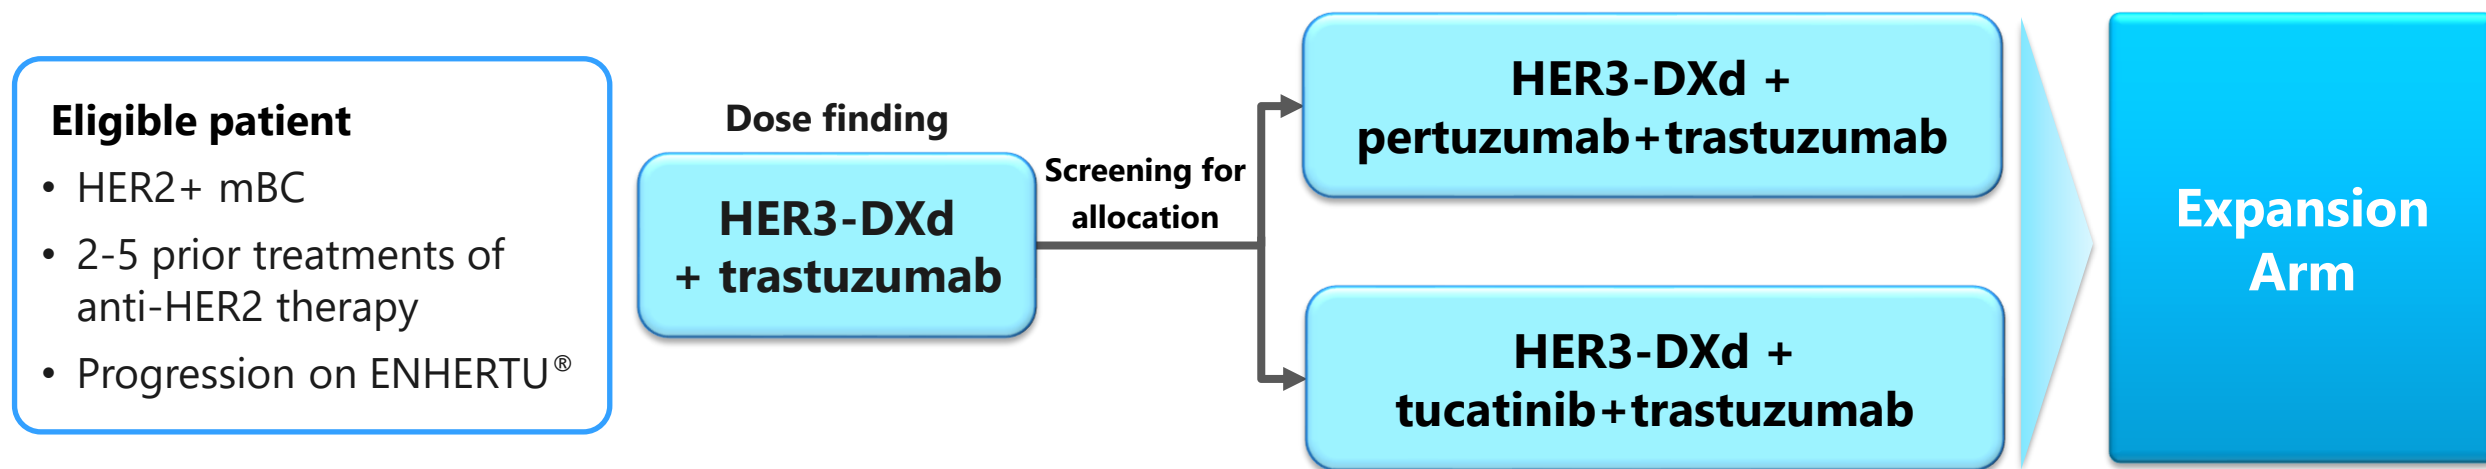 Eligible patient
• HER2+ mBC
• 2-5 prior treatments of
anti-HER2 therapy
• Progression on ENHERTU®
Dose finding
HER3-DXd
+ trastuzumab
Screening for
allocation
HER3-DXd +
pertuzumab+trastuzumab
HER3-DXd +
tucatinib+trastuzumab
Expansion
Arm